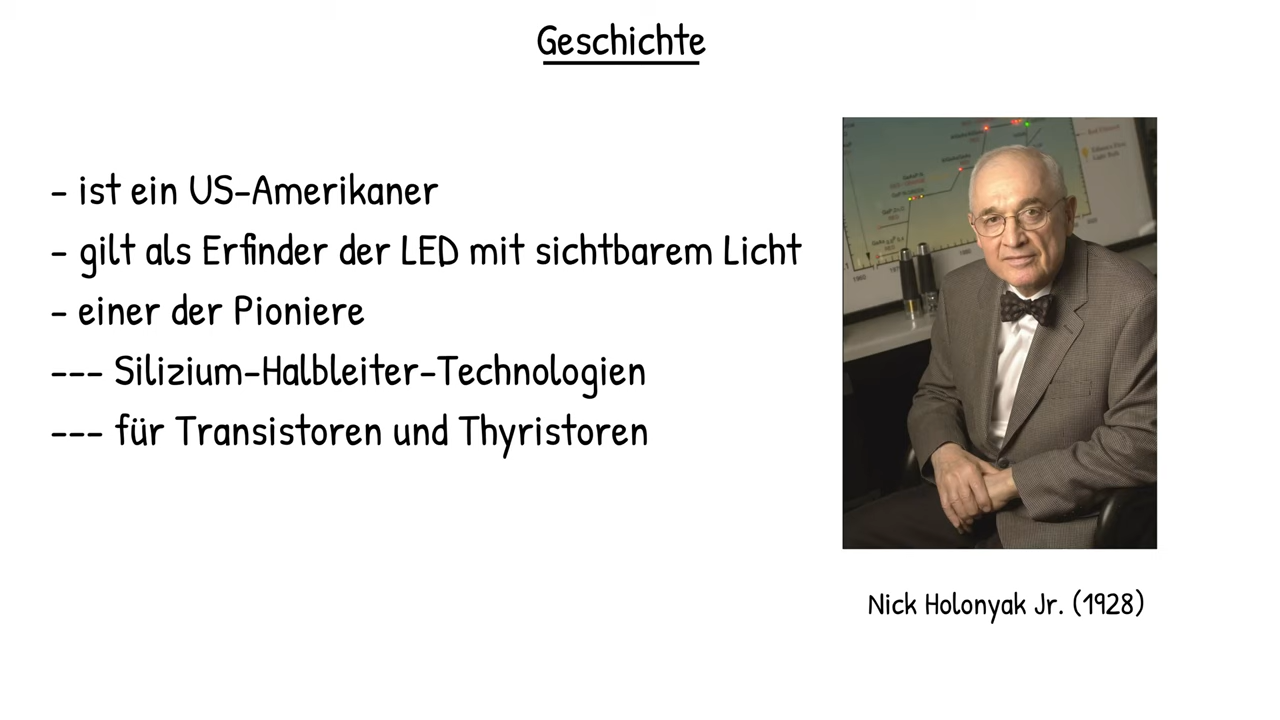 Geschichte
- ist ein US-Amerikaner
- gilt als Erfinder der LED mit sichtbarem Licht
- einer der Pioniere
--- Silizium-Halbleiter-Technologien
--- für Transistoren und Thyristoren
Nick Holonyak Jr. (1928)